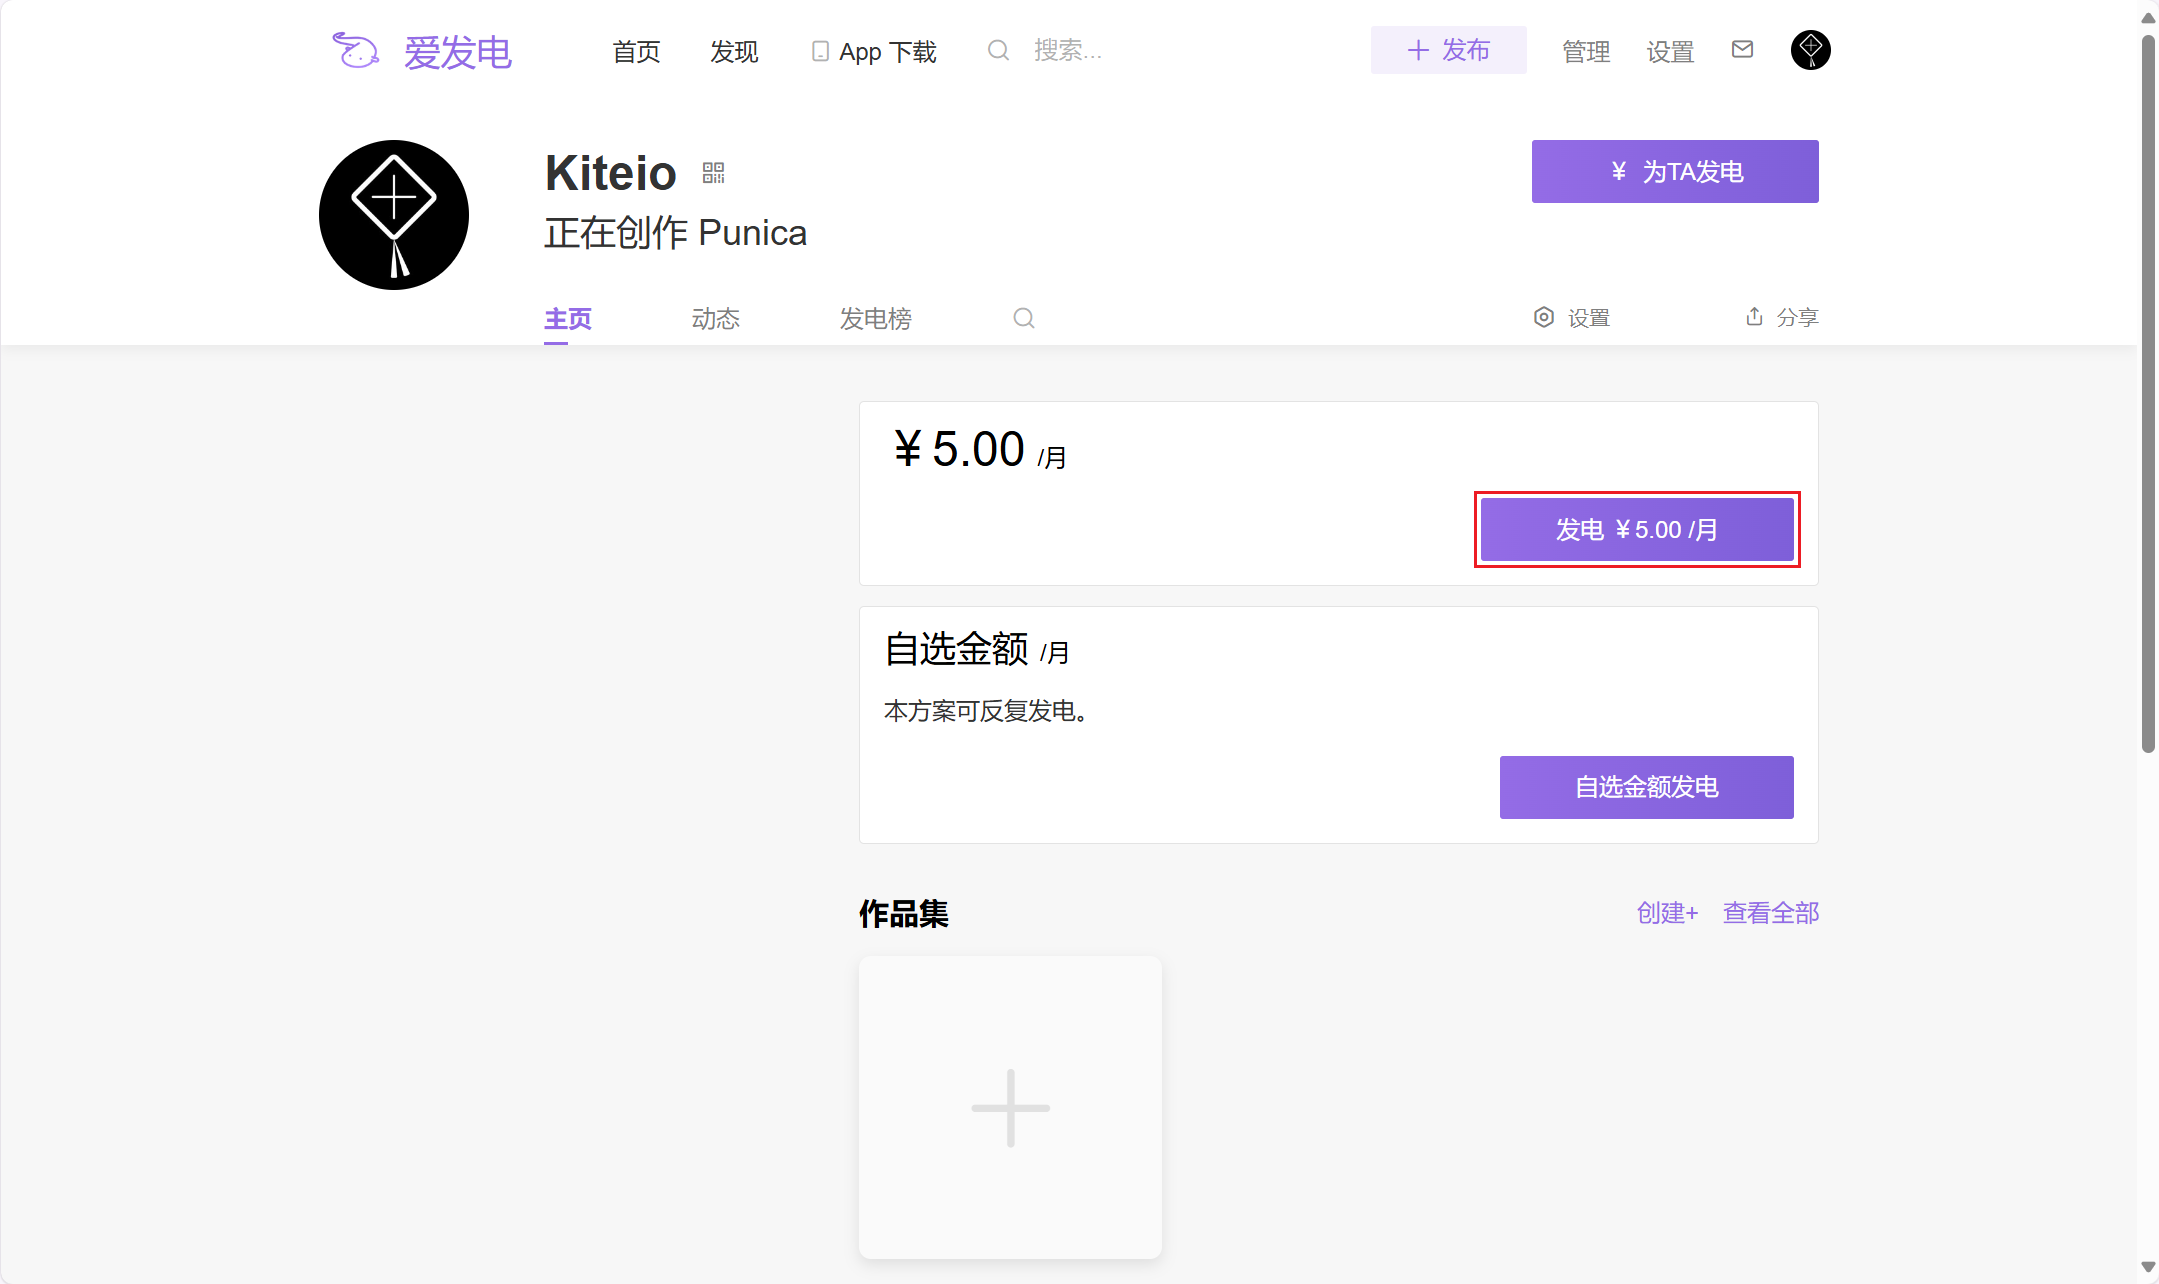 爱发电 首页 发现 App 下载 搜索... 发布 管理 设置
Kiteio
¥ 为TA发电
正在创作 Punica
主页 动态 发电榜 设置 分享
¥ 5.00 /月
发电 ¥ 5.00 /月
自选金额 /月
本方案可反复发电。
自选金额发电
作品集 创建+ 查看全部